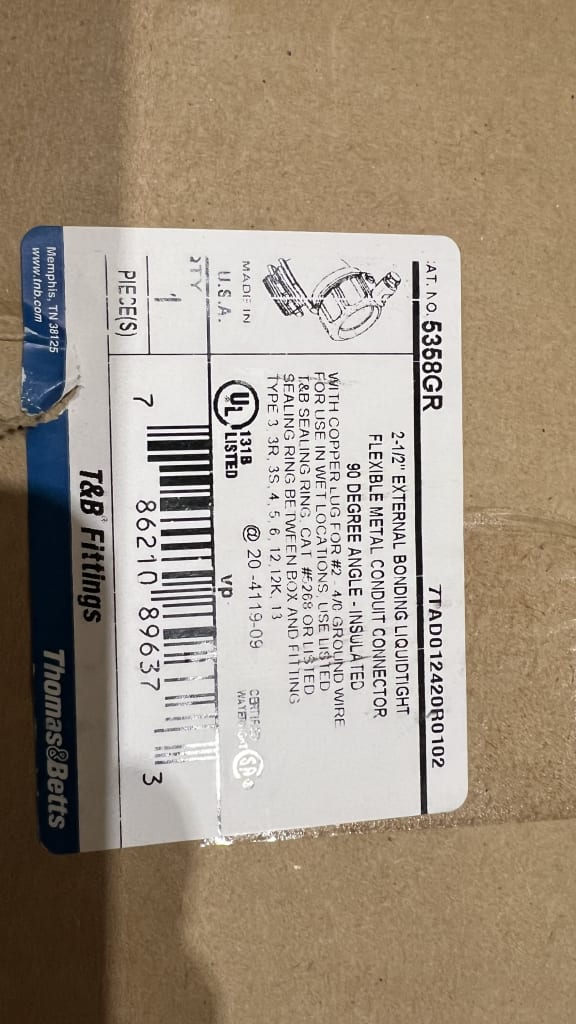 CAT. NO. 5358GR
7TAD012420R0102
2-1/2" EXTERNAL BONDING LIQUIDTIGHT
FLEXIBLE METAL CONDUIT CONNECTOR
90 DEGREE ANGLE - INSULATED
WITH COPPER LUG FOR #2 - 4/0 GROUND WIRE
FOR USE IN WET LOCATIONS, USE LISTED
T&B SEALING RING, CAT #5268 OR LISTED
SEALING RING BETWEEN BOX AND FITTING
TYPE 3, 3R, 3S, 4, 5, 6, 12, 12K, 13
MADE IN
U.S.A.
UL
131B
LISTED
vp
@ 20-4119-09
CERTIFIED
WATERTIGHT
QTY
1
PIECE(S)
7 86210 89637 3
T&B® Fittings
Memphis, TN 38125
www.tnb.com
Thomas&Betts